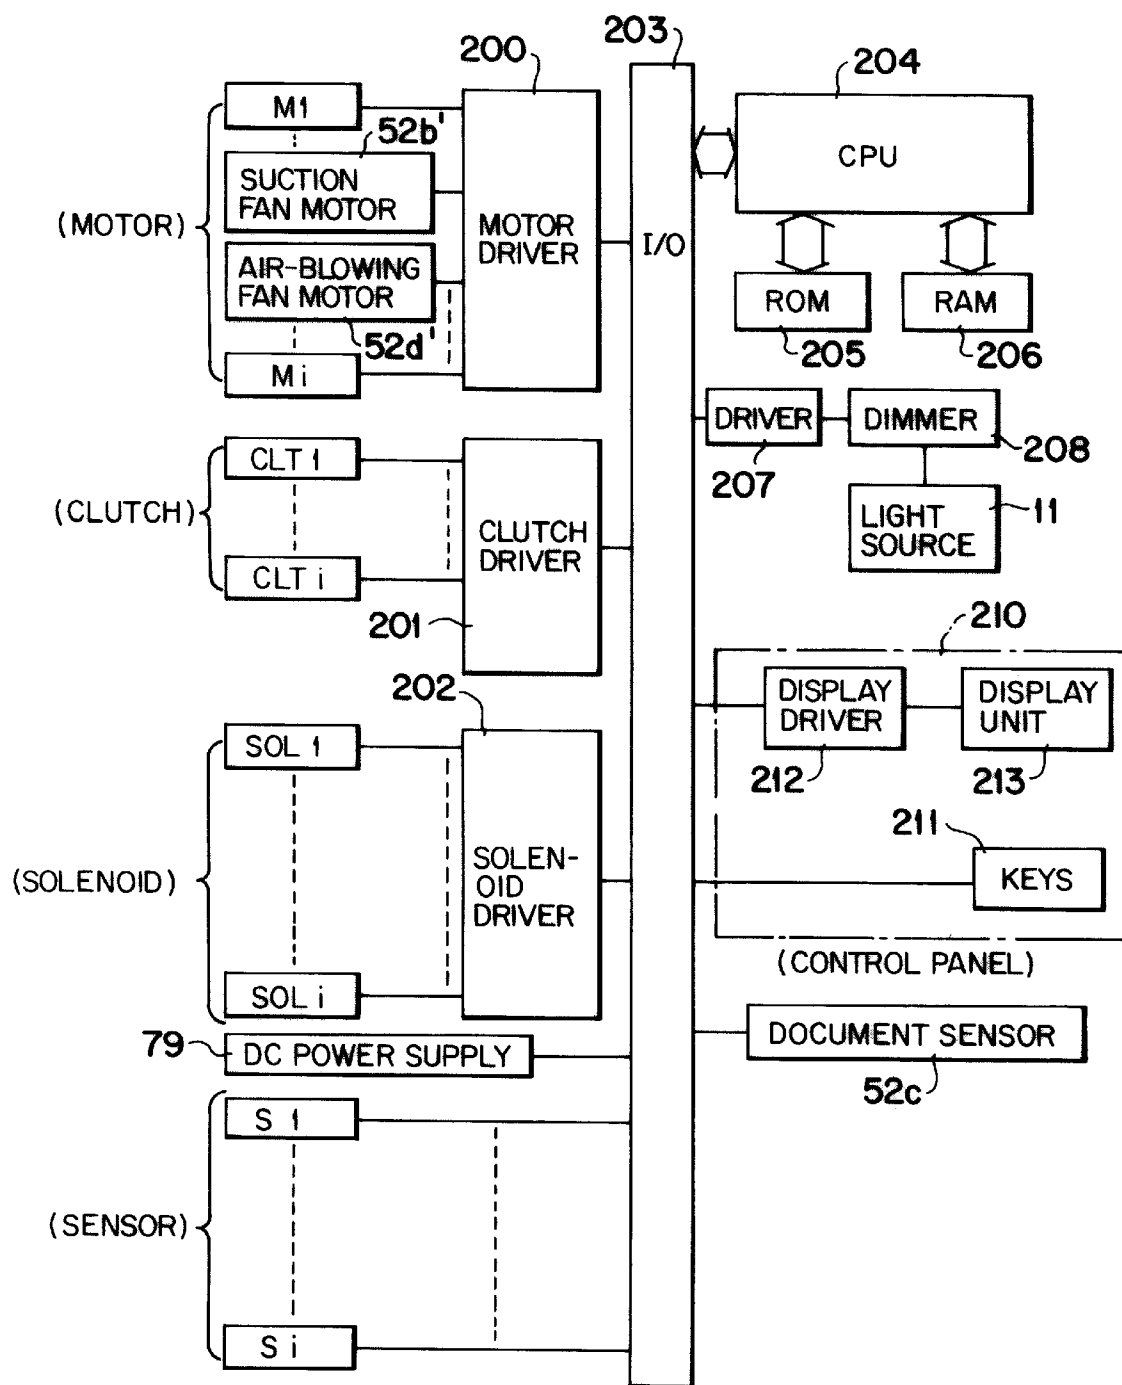 203
200
204
M1
52b'
CPU
SUCTION
FAN MOTOR
(MOTOR)
MOTOR
DRIVER
I/O
AIR-BLOWING
FAN MOTOR
ROM
RAM
52d'
205
206
Mi
DRIVER
DIMMER
207
208
CLT 1
(CLUTCH)
CLUTCH
DRIVER
LIGHT
SOURCE
11
CLT i
201
210
202
DISPLAY
DRIVER
DISPLAY
UNIT
SOL 1
212
213
211
(SOLENOID)
SOLEN-
OID
DRIVER
KEYS
(CONTROL PANEL)
SOL i
79
DC POWER SUPPLY
DOCUMENT SENSOR
52c
S 1
(SENSOR)
S i